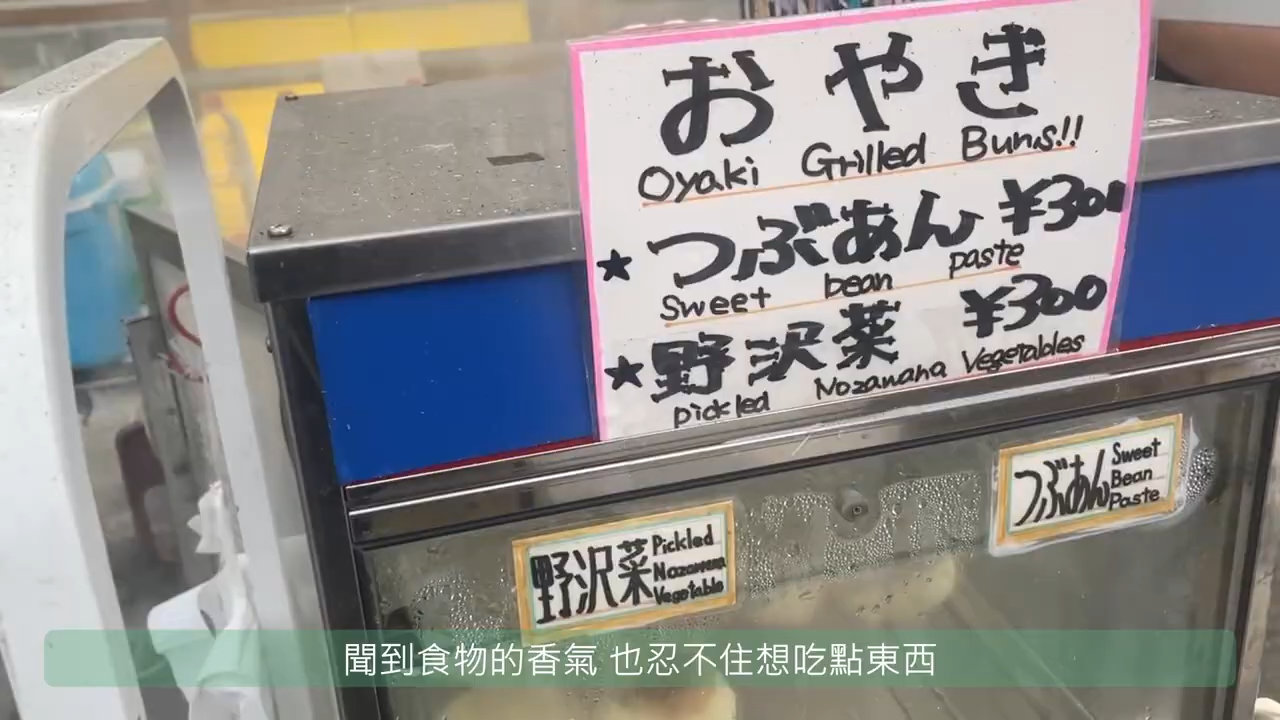 おやき
Oyaki Grilled Buns!!
★つぶあん ¥300
Sweet bean paste
★野沢菜 ¥300
pickled Nozawana Vegetables
つぶあん
Sweet
Bean
Paste
野沢菜
Pickled
Nozawana
Vegetable
聞到食物的香氣 也忍不住想吃點東西